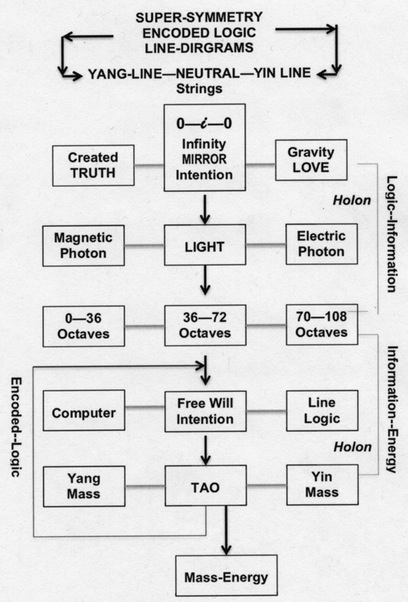 SUPER-SYMMETRY
ENCODED LOGIC
LINE-DIRGRAMS
YANG-LINE—NEUTRAL—YIN LINE
Strings
0—i—0
Infinity
MIRROR
Intention
Created
TRUTH
Gravity
LOVE
Holon
Logic--Information
Magnetic
Photon
LIGHT
Electric
Photon
0—36
Octaves
36—72
Octaves
70—108
Octaves
Encoded--Logic
Information--Energy
Computer
Free Will
Intention
Line
Logic
Holon
Yang
Mass
TAO
Yin
Mass
Mass-Energy